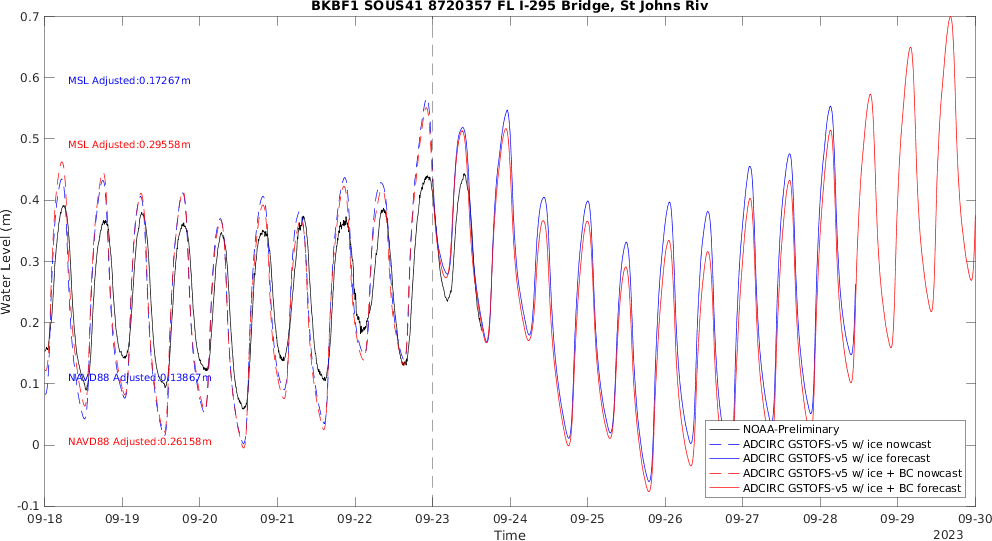 BKBF1 SOUS41 8720357 FL I-295 Bridge, St Johns Riv
0.7
0.6
0.5
0.4
0.3
0.2
0.1
0
-0.1
Water Level (m)
MSL Adjusted:0.17267m
MSL Adjusted:0.29558m
NAVD88 Adjusted:0.13867m
NAVD88 Adjusted:0.26158m
NOAA-Preliminary
ADCIRC GSTOFS-v5 w/ ice nowcast
ADCIRC GSTOFS-v5 w/ ice forecast
ADCIRC GSTOFS-v5 w/ ice + BC nowcast
ADCIRC GSTOFS-v5 w/ ice + BC forecast
09-18 09-19 09-20 09-21 09-22 09-23 09-24 09-25 09-26 09-27 09-28 09-29 09-30
Time
2023